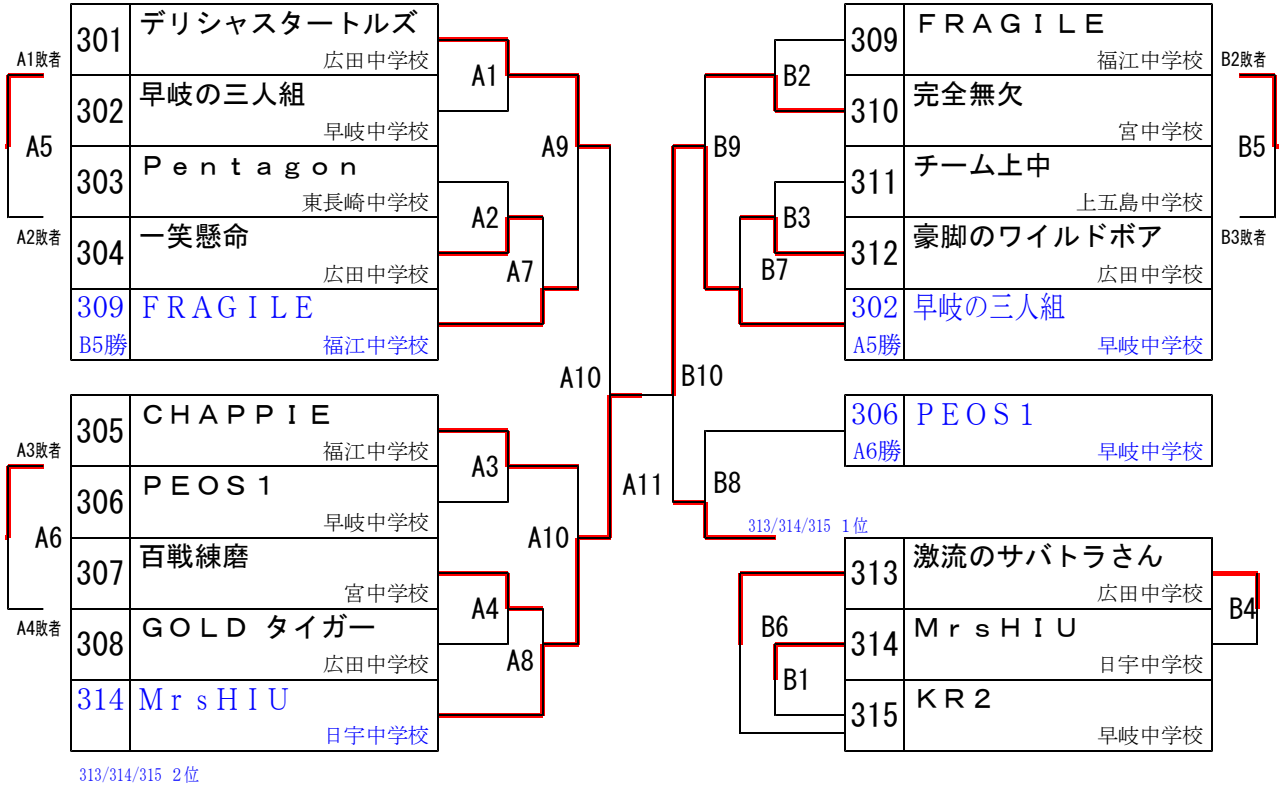 301 デリシャスタートルズ
広田中学校
302 早岐の三人組
早岐中学校
303 Ｐｅｎｔａｇｏｎ
東長崎中学校
304 一笑懸命
広田中学校
309 ＦＲＡＧＩＬＥ
B5勝 福江中学校
A1敗者
A5
A2敗者
A1
A2
A7
A9
305 ＣＨＡＰＰＩＥ
福江中学校
306 ＰＥＯＳ１
早岐中学校
307 百戦練磨
宮中学校
308 ＧＯＬＤ タイガー
広田中学校
314 ＭｒｓＨＩＵ
日宇中学校
313/314/315 2位
A3敗者
A6
A4敗者
A3
A4
A8
A10
A10
A11
B10
309 ＦＲＡＧＩＬＥ
福江中学校
310 完全無欠
宮中学校
311 チーム上中
上五島中学校
312 豪脚のワイルドボア
広田中学校
302 早岐の三人組
A5勝 早岐中学校
B2
B3
B7
B9
B2敗者
B5
B3敗者
306 ＰＥＯＳ１
A6勝 早岐中学校
B8
313/314/315 1位
313 激流のサバトラさん
広田中学校
314 ＭｒｓＨＩＵ
日宇中学校
315 ＫＲ２
早岐中学校
B6
B1
B4